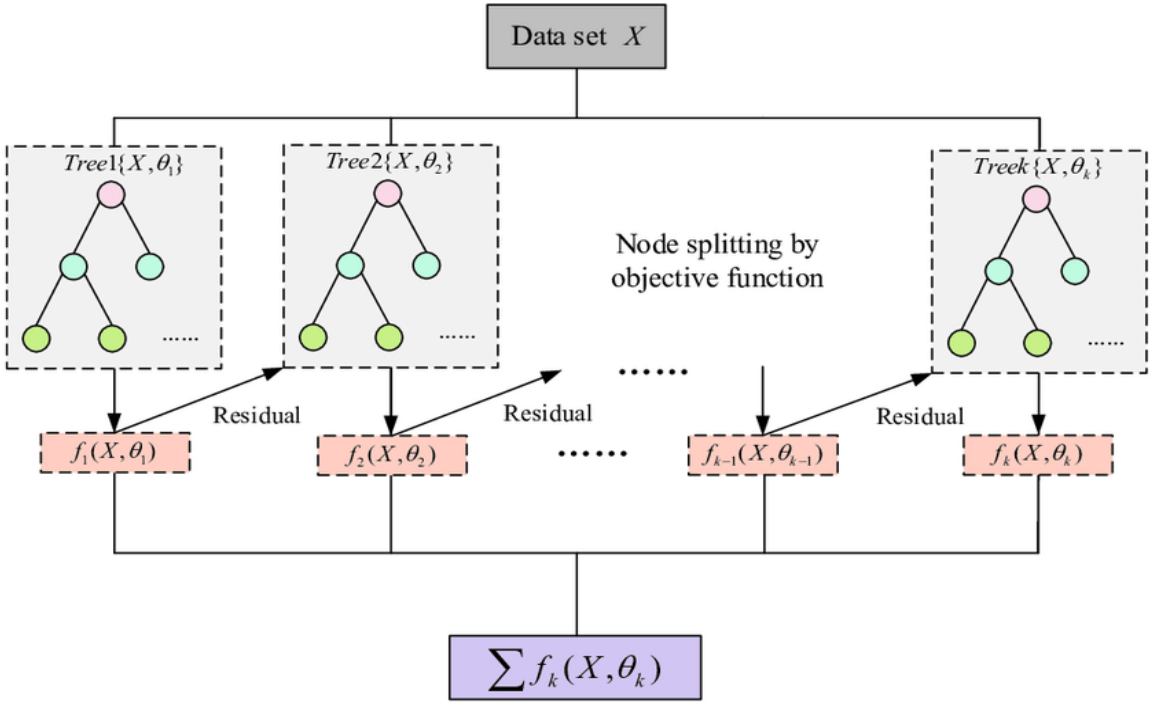 Data set X
Tree1{X,θ₁}
Tree2{X,θ₂}
Treek{X,θₖ}
Node splitting by
objective function
......
......
......
......
Residual
Residual
Residual
f₁(X,θ₁)
f₂(X,θ₂)
......
fₖ₋₁(X,θₖ₋₁)
fₖ(X,θₖ)
∑fₖ(X,θₖ)